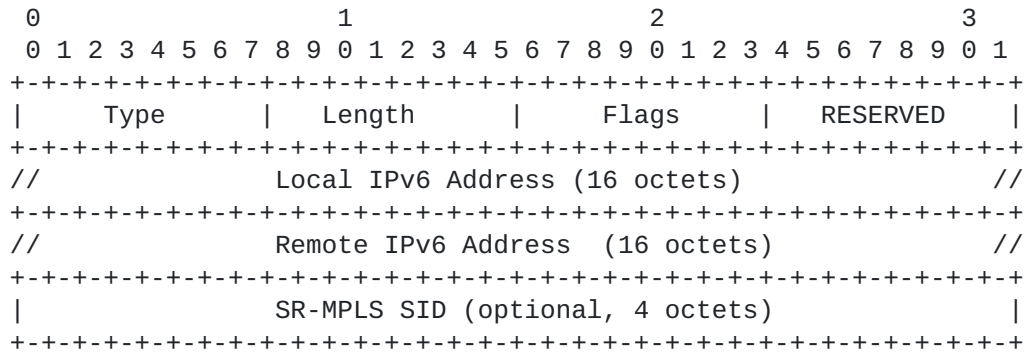 0                   1                   2                   3
 0 1 2 3 4 5 6 7 8 9 0 1 2 3 4 5 6 7 8 9 0 1 2 3 4 5 6 7 8 9 0 1
+-+-+-+-+-+-+-+-+-+-+-+-+-+-+-+-+-+-+-+-+-+-+-+-+-+-+-+-+-+-+-+-+
|     Type      |   Length      |     Flags     |   RESERVED    |
+-+-+-+-+-+-+-+-+-+-+-+-+-+-+-+-+-+-+-+-+-+-+-+-+-+-+-+-+-+-+-+-+
//               Local IPv6 Address (16 octets)                //
+-+-+-+-+-+-+-+-+-+-+-+-+-+-+-+-+-+-+-+-+-+-+-+-+-+-+-+-+-+-+-+-+
//               Remote IPv6 Address  (16 octets)              //
+-+-+-+-+-+-+-+-+-+-+-+-+-+-+-+-+-+-+-+-+-+-+-+-+-+-+-+-+-+-+-+-+
|                SR-MPLS SID (optional, 4 octets)               |
+-+-+-+-+-+-+-+-+-+-+-+-+-+-+-+-+-+-+-+-+-+-+-+-+-+-+-+-+-+-+-+-+